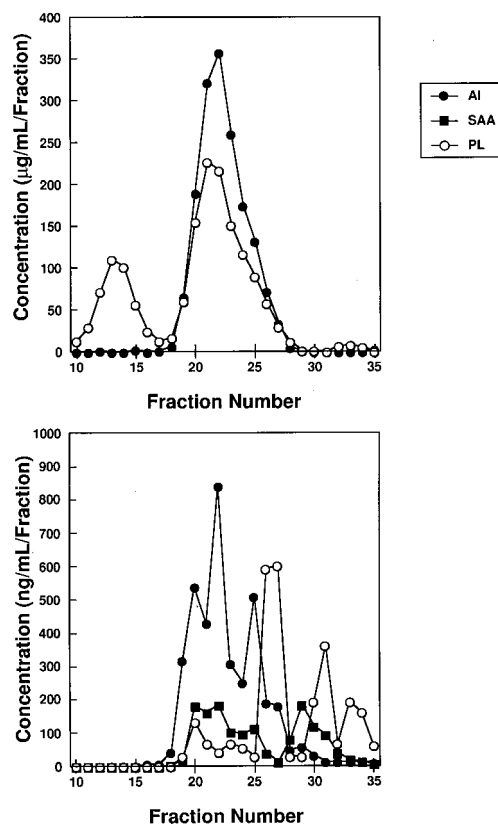 400
350
300
250
200
150
100
50
0
Concentration (µg/mL/Fraction)
10 15 20 25 30 35
Fraction Number
AI
SAA
PL
1000
900
800
700
600
500
400
300
200
100
0
Concentration (ng/mL/Fraction)
10 15 20 25 30 35
Fraction Number